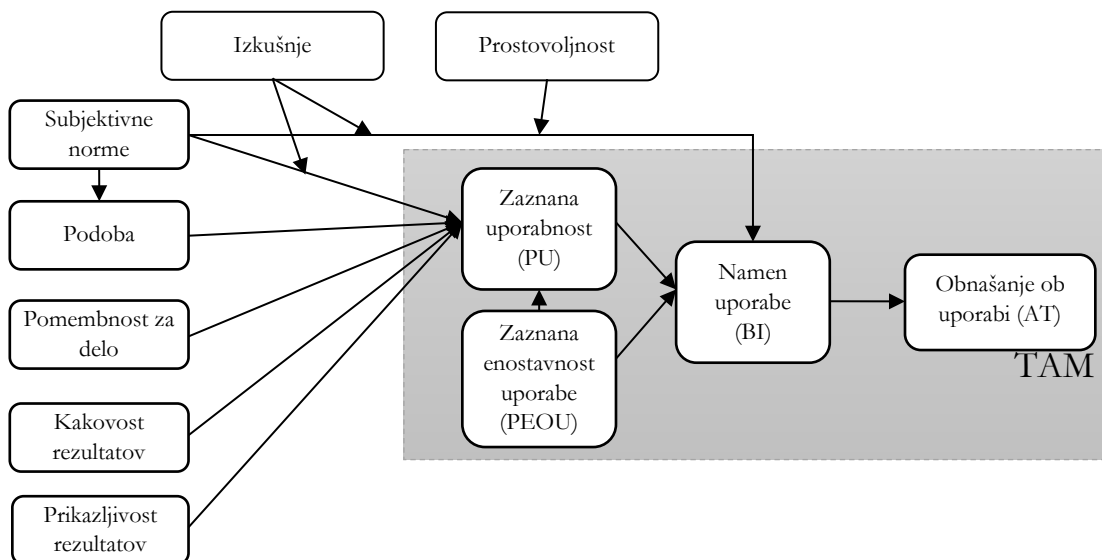 Izkušnje
Prostovoljnost
Subjektivne
norme
Podoba
Pomembnost za
delo
Kakovost
rezultatov
Prikazljivost
rezultatov
Zaznana
uporabnost
(PU)
Zaznana
enostavnost
uporabe
(PEOU)
Namen
uporabe
(BI)
Obnašanje ob
uporabi (AT)
TAM